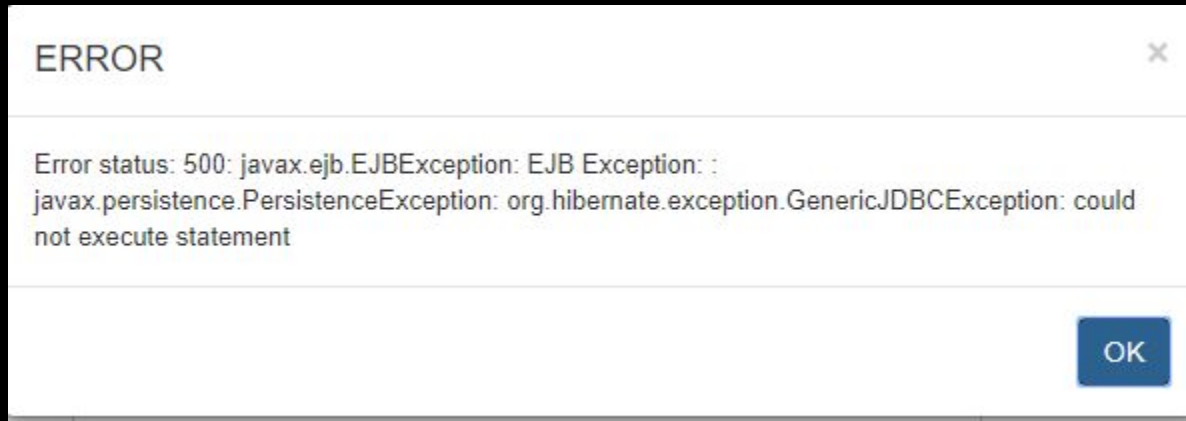 ERROR
×
Error status: 500: javax.ejb.EJBException: EJB Exception: :
javax.persistence.PersistenceException: org.hibernate.exception.GenericJDBCException: could
not execute statement
OK